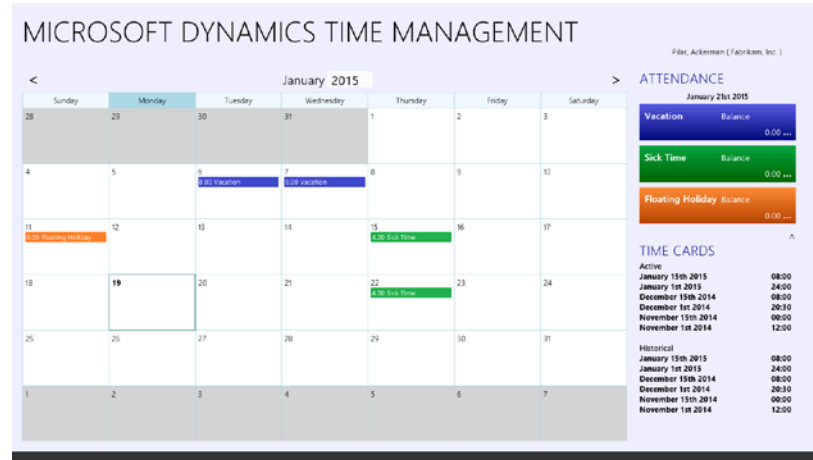 MICROSOFT DYNAMICS TIME MANAGEMENT
Pilar, Ackerman ( Fabrikam, Inc. )
< January 2015 >
Sunday Monday Tuesday Wednesday Thursday Friday Saturday
28 29 30 31 1 2 3
4 5 6 7 8 9 10
8.00 Vacation 8.00 Vacation
11 12 13 14 15 16 17
8.00 Floating Holiday 4.00 Sick Time
18 19 20 21 22 23 24
4.00 Sick Time
25 26 27 28 29 30 31
1 2 3 4 5 6 7
ATTENDANCE
January 21st 2015
Vacation Balance
0.00 ...
Sick Time Balance
0.00 ...
Floating Holiday Balance
0.00 ...
^
TIME CARDS
Active
January 15th 2015 08:00
January 1st 2015 24:00
December 15th 2014 08:00
December 1st 2014 20:30
November 15th 2014 00:00
November 1st 2014 12:00
Historical
January 15th 2015 08:00
January 1st 2015 24:00
December 15th 2014 08:00
December 1st 2014 20:30
November 15th 2014 00:00
November 1st 2014 12:00